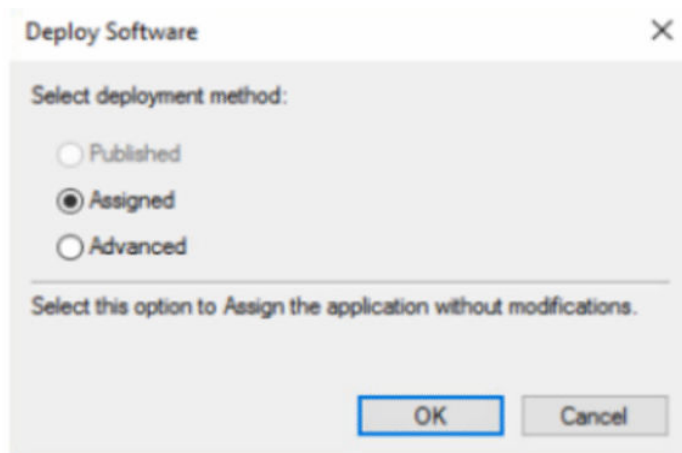 Deploy Software
Select deployment method:
Published
Assigned
Advanced
Select this option to Assign the application without modifications.
OK Cancel